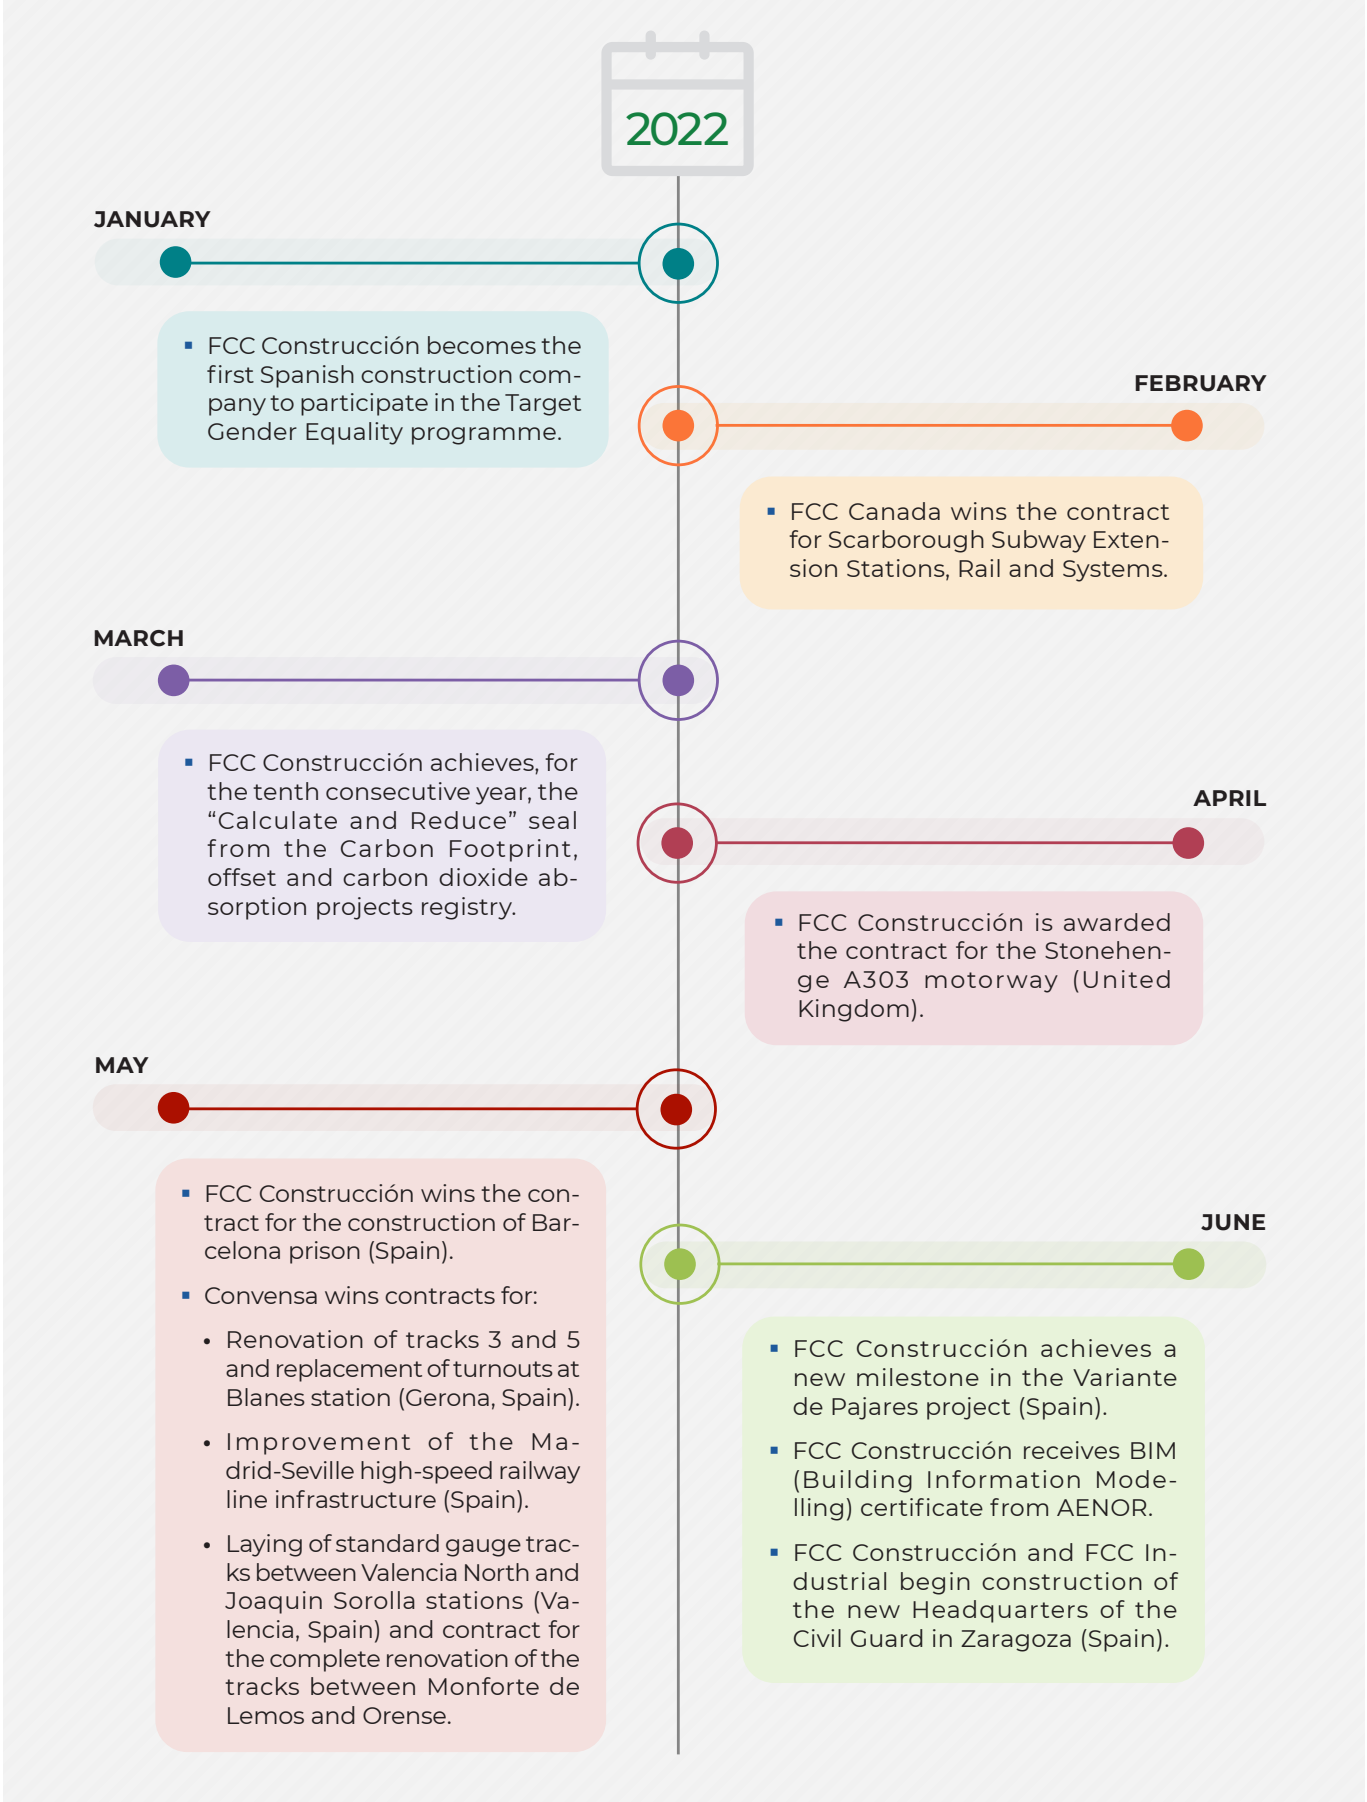 2022
JANUARY
▪ FCC Construcción becomes the
first Spanish construction com-
pany to participate in the Target
Gender Equality programme.
FEBRUARY
▪ FCC Canada wins the contract
for Scarborough Subway Exten-
sion Stations, Rail and Systems.
MARCH
▪ FCC Construcción achieves, for
the tenth consecutive year, the
“Calculate and Reduce” seal
from the Carbon Footprint,
offset and carbon dioxide ab-
sorption projects registry.
APRIL
▪ FCC Construcción is awarded
the contract for the Stonehen-
ge A303 motorway (United
Kingdom).
MAY
▪ FCC Construcción wins the con-
tract for the construction of Bar-
celona prison (Spain).
▪ Convensa wins contracts for:
• Renovation of tracks 3 and 5
and replacement of turnouts at
Blanes station (Gerona, Spain).
• Improvement of the Ma-
drid-Seville high-speed railway
line infrastructure (Spain).
• Laying of standard gauge trac-
ks between Valencia North and
Joaquin Sorolla stations (Va-
lencia, Spain) and contract for
the complete renovation of the
tracks between Monforte de
Lemos and Orense.
JUNE
▪ FCC Construcción achieves a
new milestone in the Variante
de Pajares project (Spain).
▪ FCC Construcción receives BIM
(Building Information Mode-
lling) certificate from AENOR.
▪ FCC Construcción and FCC In-
dustrial begin construction of
the new Headquarters of the
Civil Guard in Zaragoza (Spain).